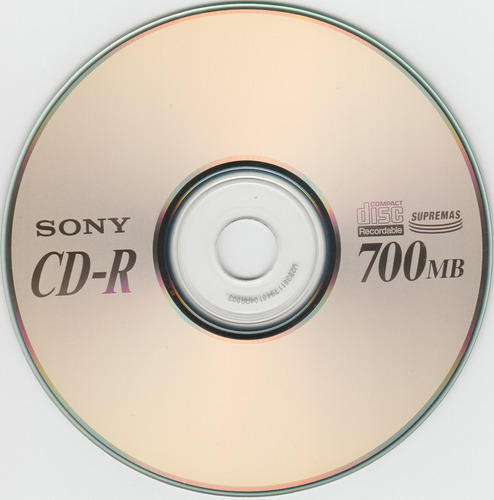 SONY
CD-R
COMPACT
disc
Recordable
SUPREMAS
700MB